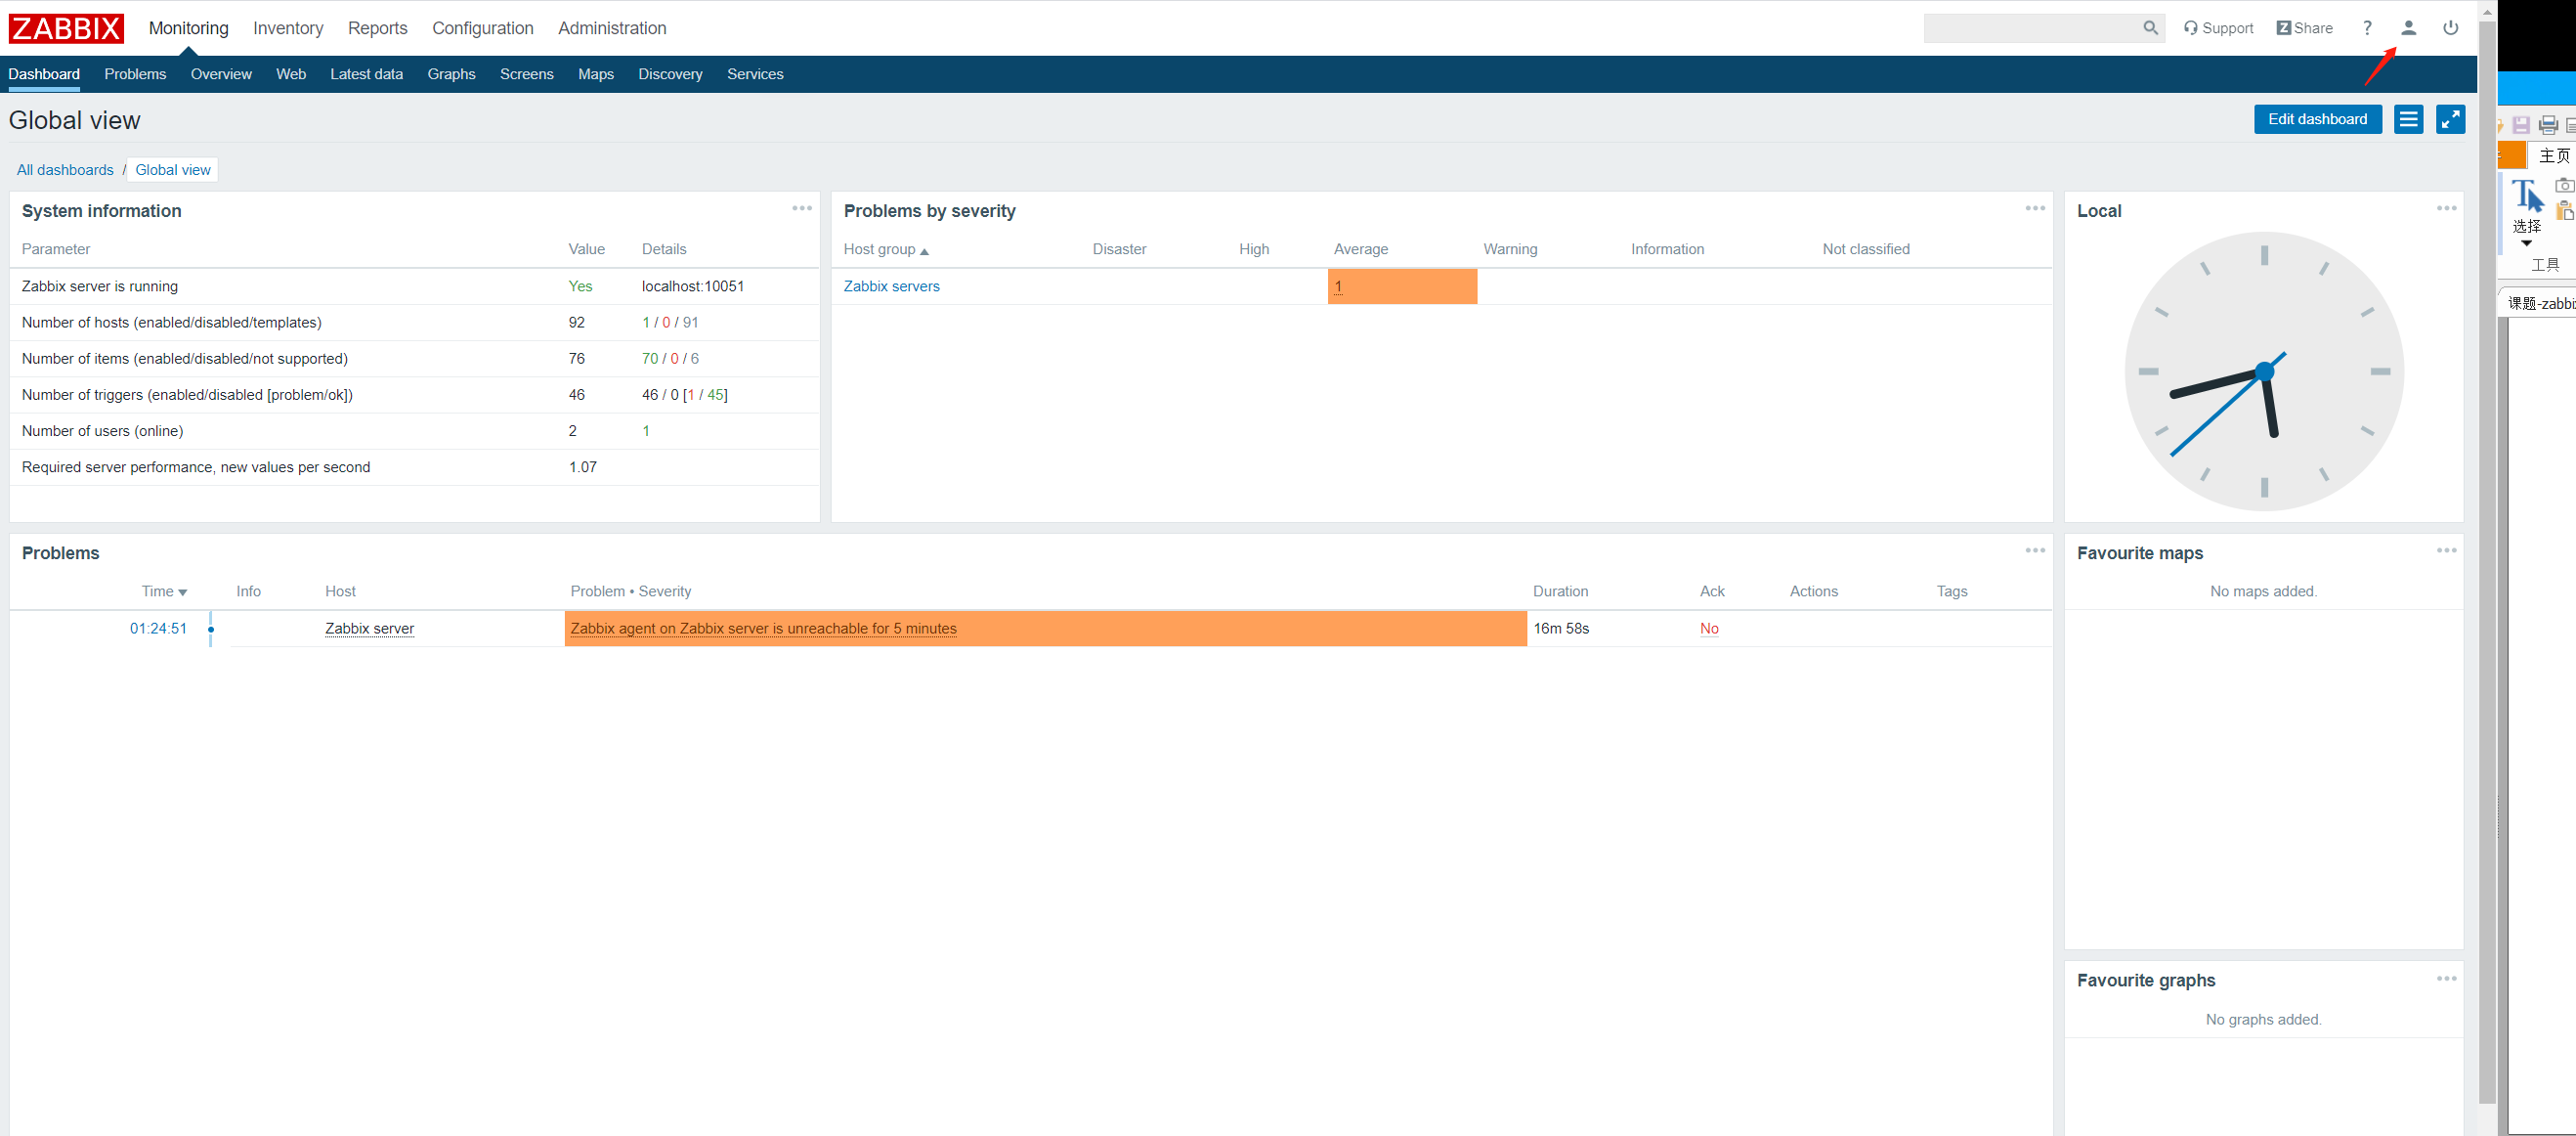 ZABBIX Monitoring Inventory Reports Configuration Administration Support Z Share ?
Dashboard Problems Overview Web Latest data Graphs Screens Maps Discovery Services
Global view Edit dashboard
All dashboards / Global view
System information
Parameter Value Details
Zabbix server is running Yes localhost:10051
Number of hosts (enabled/disabled/templates) 92 1 / 0 / 91
Number of items (enabled/disabled/not supported) 76 70 / 0 / 6
Number of triggers (enabled/disabled [problem/ok]) 46 46 / 0 [1 / 45]
Number of users (online) 2 1
Required server performance, new values per second 1.07
Problems by severity
Host group Disaster High Average Warning Information Not classified
Zabbix servers 1
Local
Problems
Time Info Host Problem • Severity Duration Ack Actions Tags
01:24:51 Zabbix server Zabbix agent on Zabbix server is unreachable for 5 minutes 16m 58s No
Favourite maps
No maps added.
Favourite graphs
No graphs added.
主页
选择
工具
课题-zabbi